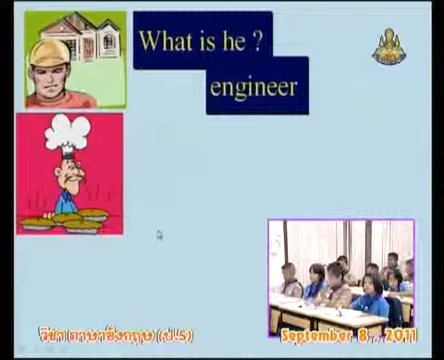 What is he ?
engineer
วิชา ภาษาอังกฤษ (ป.5)
September 8 , 2011